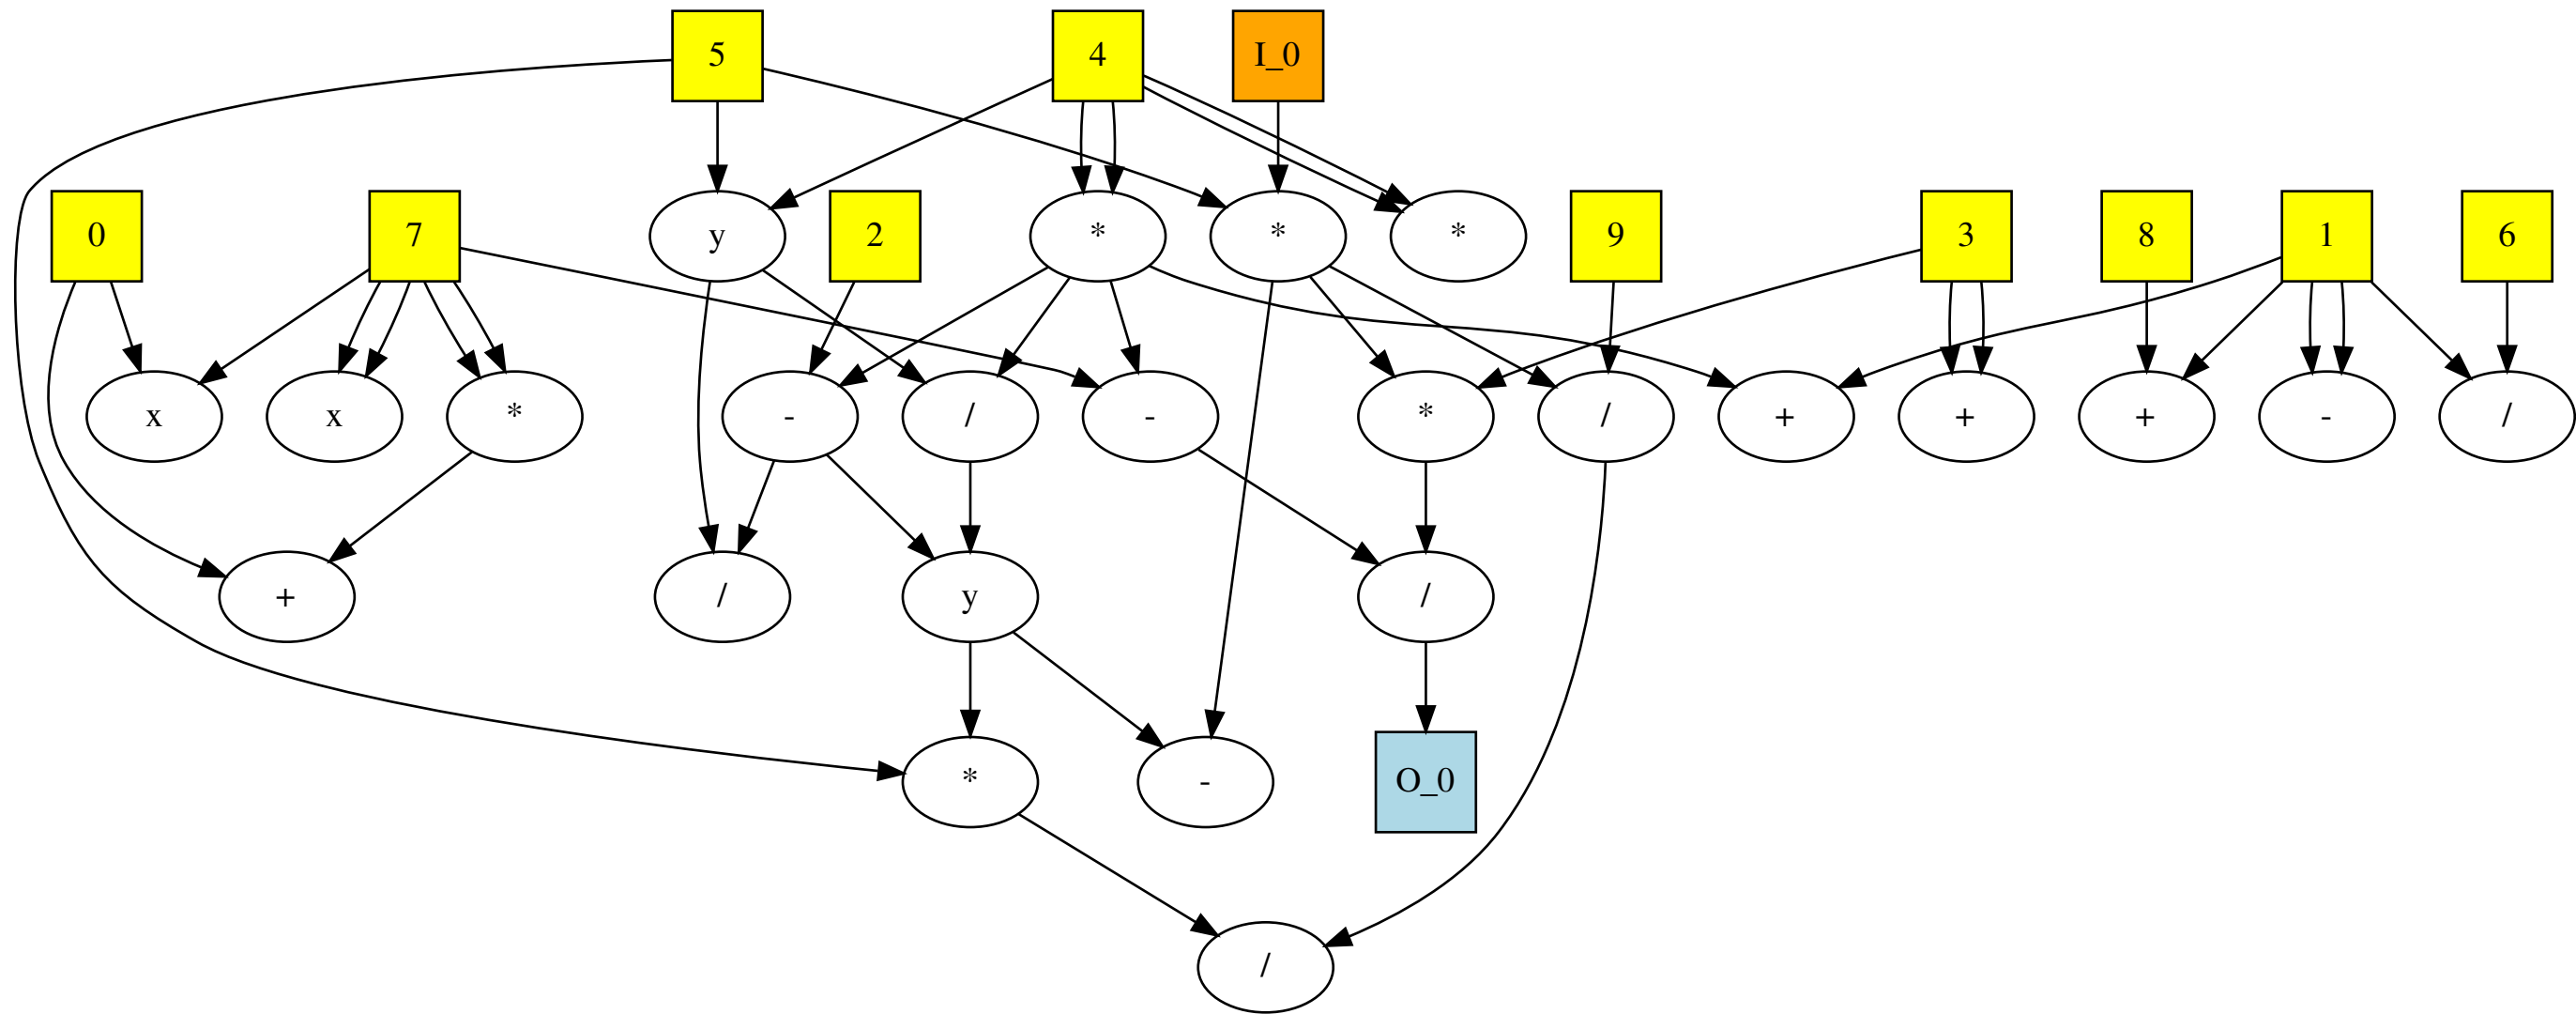 5 4 I_0
0 7 y 2 * * * 9 3 8 1 6
x x * - / - * / + + + - /
+ / y /
* - O_0
/